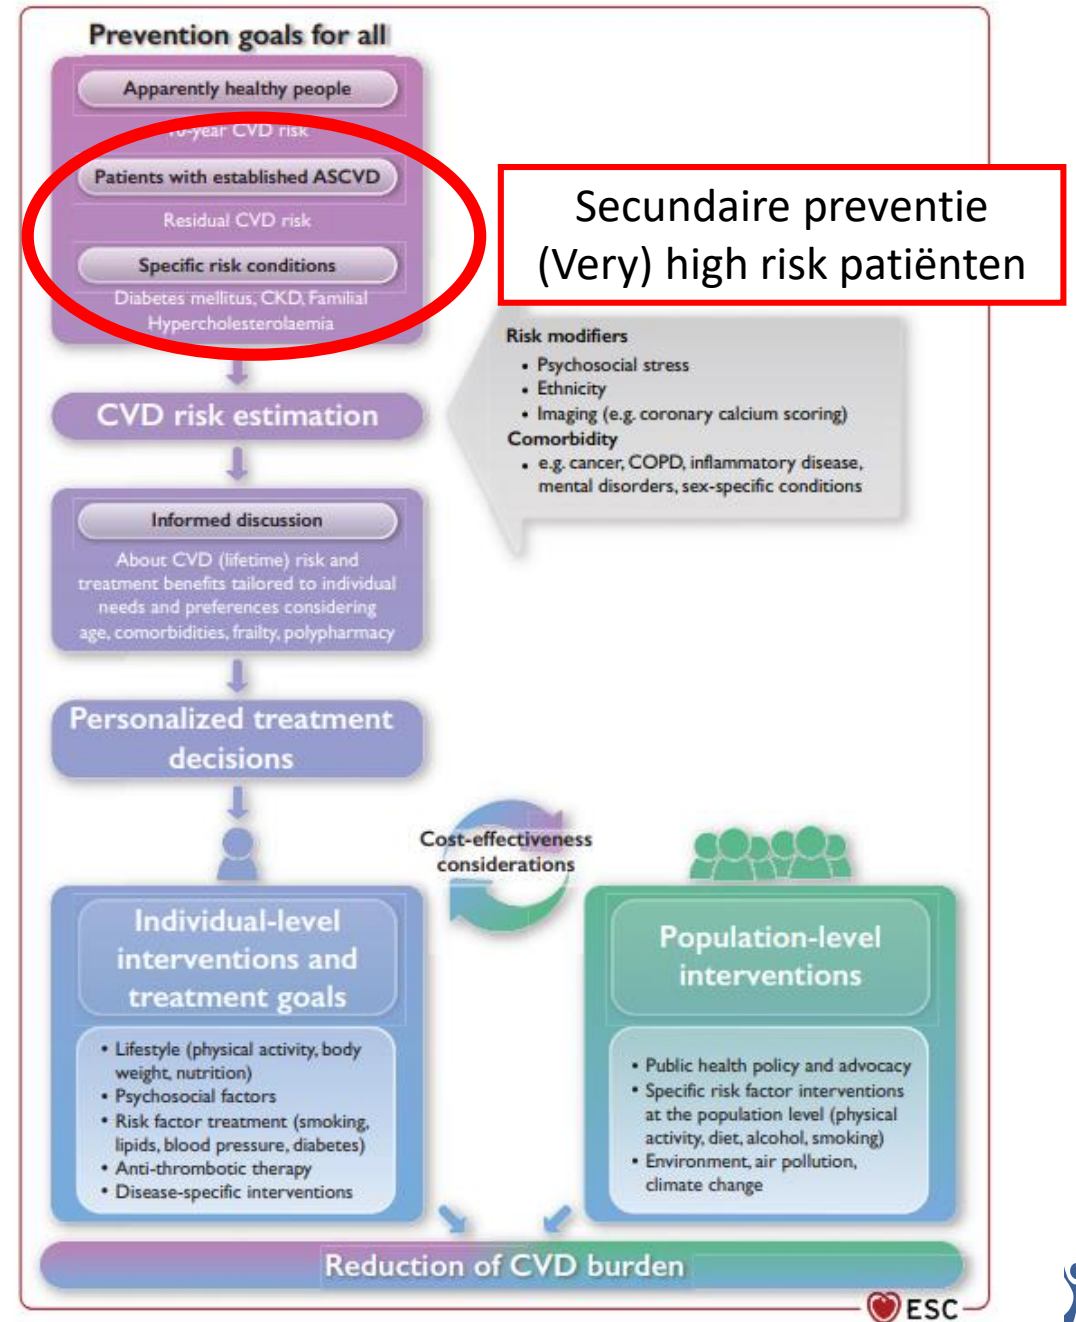 Prevention goals for all
Apparently healthy people
10-year CVD risk
Patients with established ASCVD
Residual CVD risk
Specific risk conditions
Diabetes mellitus, CKD, Familial
Hypercholesterolaemia
Secundaire preventie
(Very) high risk patiënten
Risk modifiers
• Psychosocial stress
• Ethnicity
• Imaging (e.g. coronary calcium scoring)
Comorbidity
• e.g. cancer, COPD, inflammatory disease,
mental disorders, sex-specific conditions
CVD risk estimation
Informed discussion
About CVD (lifetime) risk and
treatment benefits tailored to individual
needs and preferences considering
age, comorbidities, frailty, polypharmacy
Personalized treatment
decisions
Cost-effectiveness
considerations
Individual-level
interventions and
treatment goals
• Lifestyle (physical activity, body
weight, nutrition)
• Psychosocial factors
• Risk factor treatment (smoking,
lipids, blood pressure, diabetes)
• Anti-thrombotic therapy
• Disease-specific interventions
Population-level
interventions
• Public health policy and advocacy
• Specific risk factor interventions
at the population level (physical
activity, diet, alcohol, smoking)
• Environment, air pollution,
climate change
Reduction of CVD burden
ESC